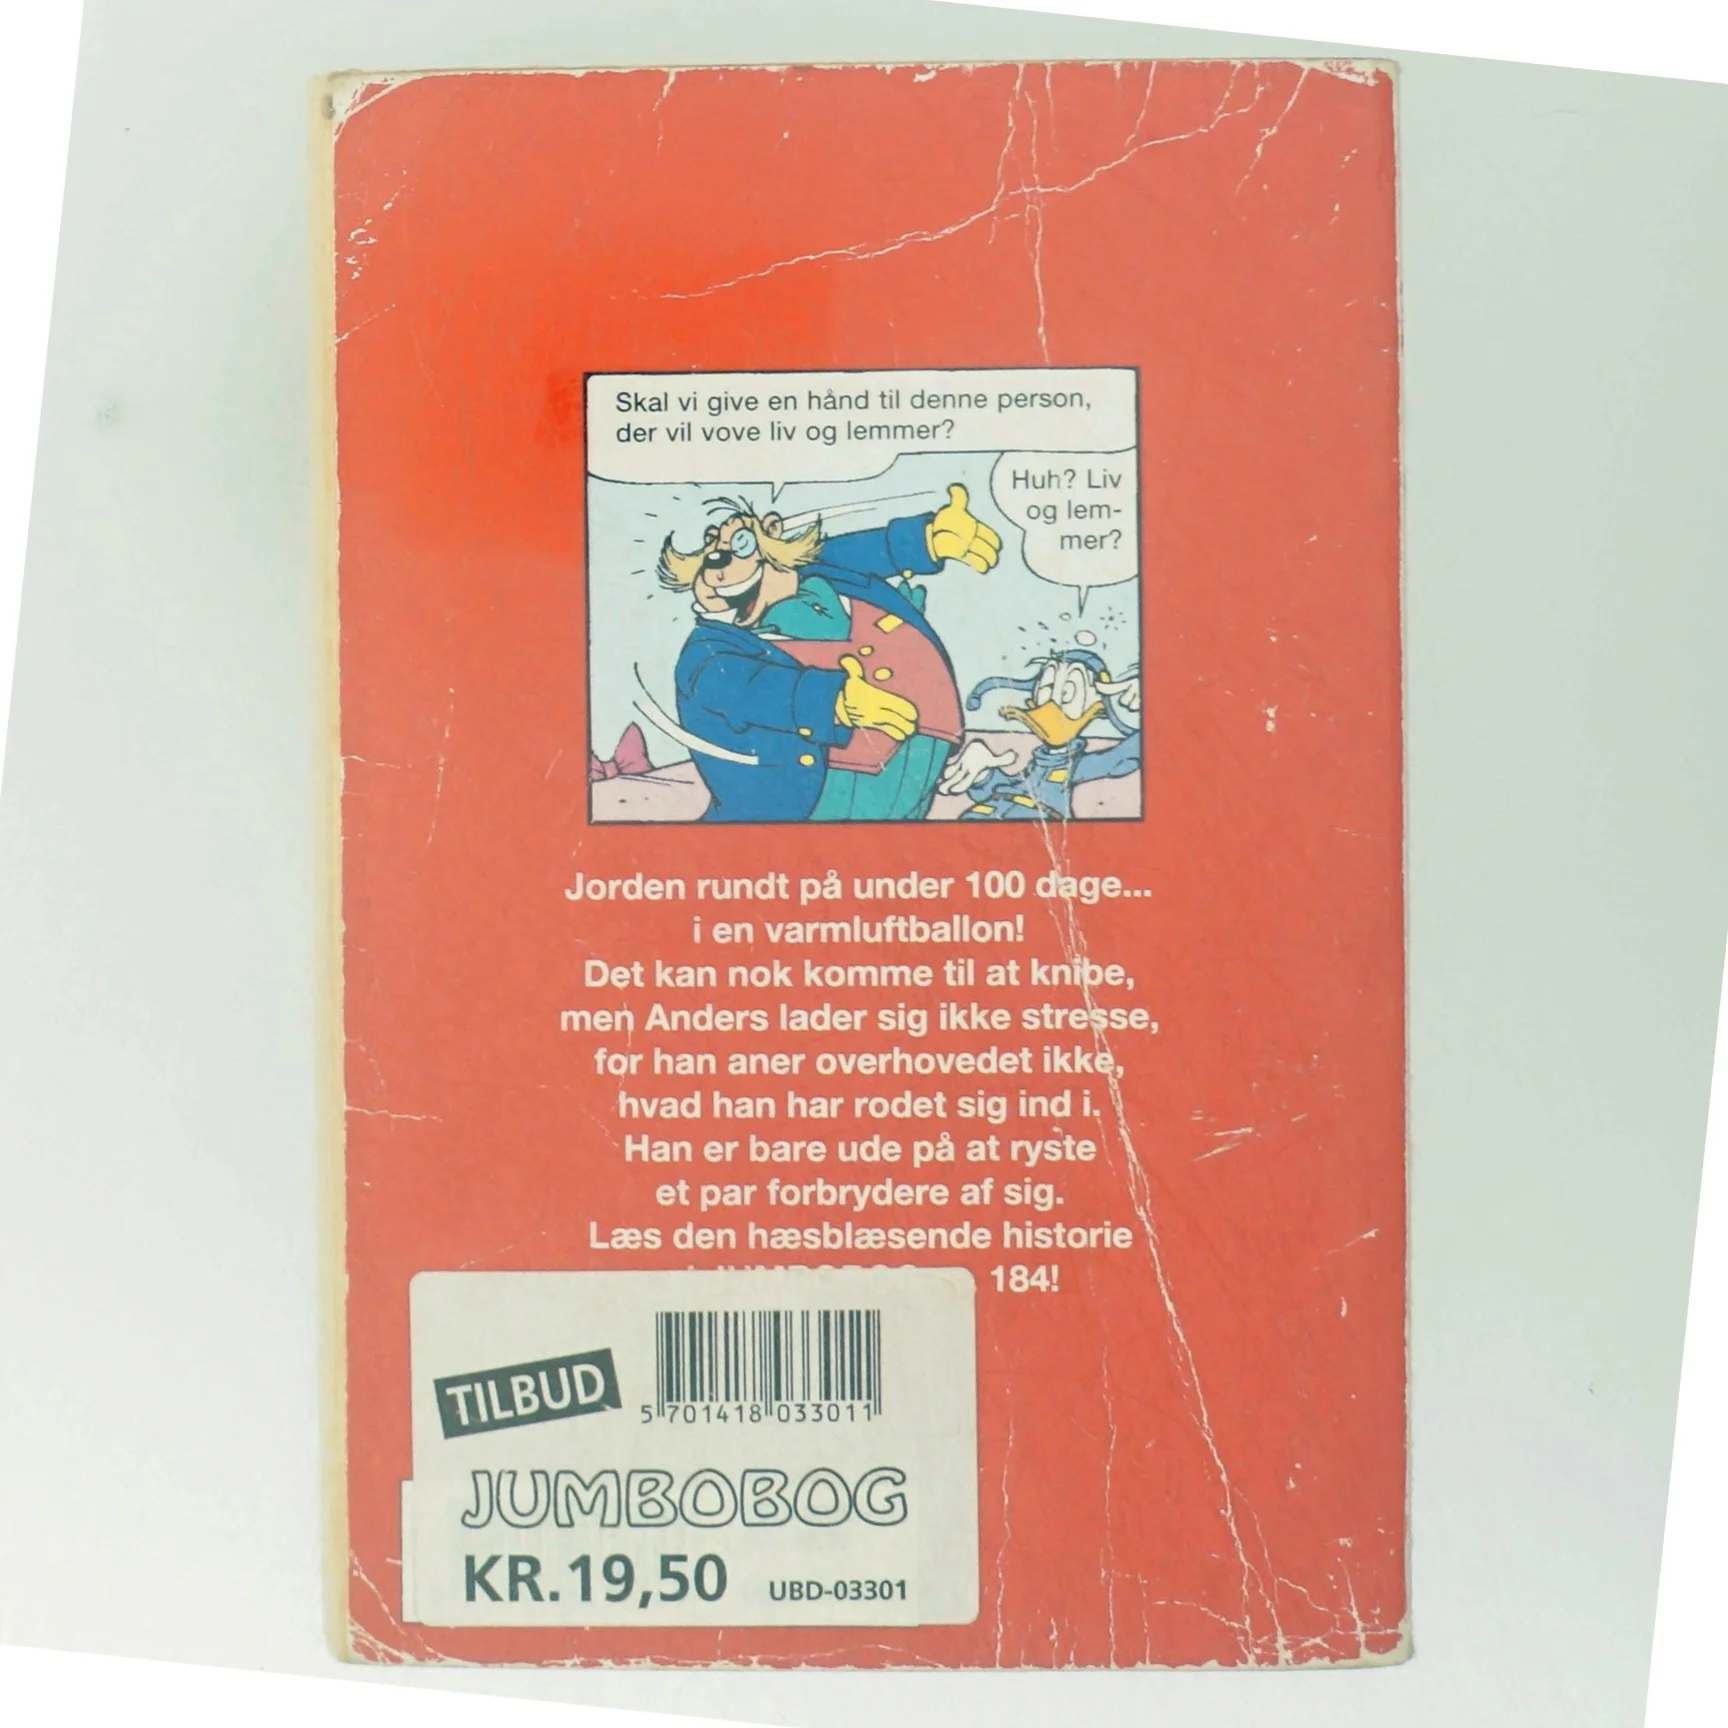 Skal vi give en hånd til denne person,
der vil vove liv og lemmer?
Huh? Liv
og lem-
mer?
Jorden rundt på under 100 dage...
i en varmluftballon!
Det kan nok komme til at knibe,
men Anders lader sig ikke stresse,
for han aner overhovedet ikke,
hvad han har rodet sig ind i.
Han er bare ude på at ryste
et par forbrydere af sig.
Læs den hæsblæsende historie
184!
TILBUD
5 701418 033011
JUMBOBOG
KR. 19,50 UBD-03301